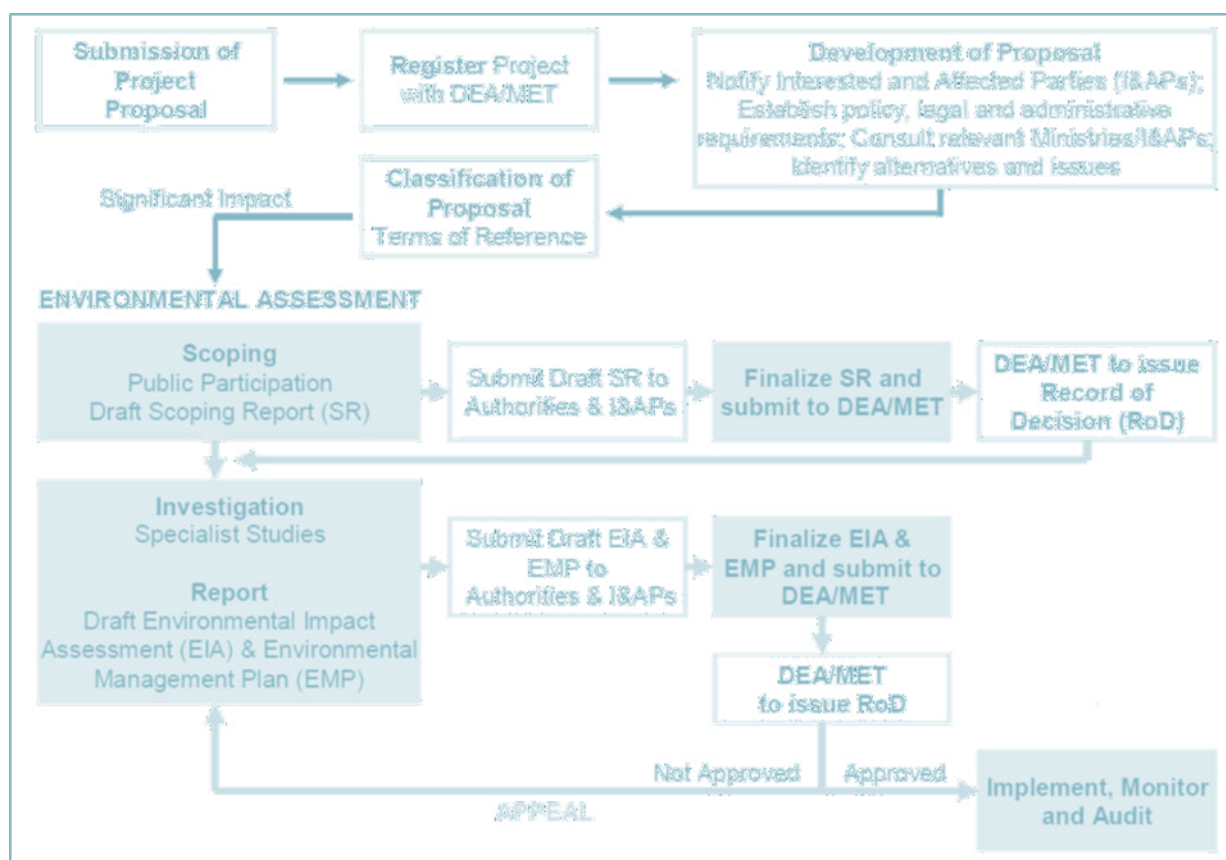 Submission of
Project
Proposal
Register Project
with DEA/MET
Development of Proposal
Notify Interested and Affected Parties (I&APs);
Establish policy, legal and administrative
requirements; Consult relevant Ministries/I&APs;
Identify alternatives and issues
Significant Impact
Classification of
Proposal
Terms of Reference
ENVIRONMENTAL ASSESSMENT
Scoping
Public Participation
Draft Scoping Report (SR)
Submit Draft SR to
Authorities & I&APs
Finalize SR and
submit to DEA/MET
DEA/MET to issue
Record of
Decision (RoD)
Investigation
Specialist Studies
Report
Draft Environmental Impact
Assessment (EIA) & Environmental
Management Plan (EMP)
Submit Draft EIA &
EMP to
Authorities & I&APs
Finalize EIA &
EMP and submit to
DEA/MET
DEA/MET
to issue RoD
Not Approved
Approved
APPEAL
Implement, Monitor
and Audit